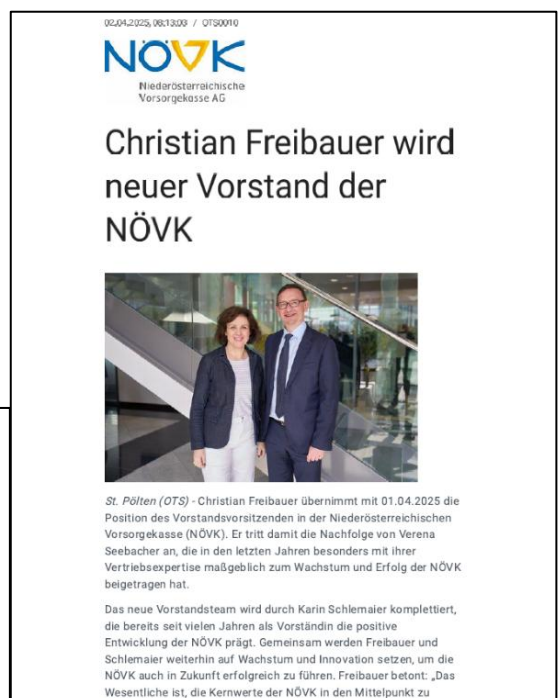 02.04.2025, 08:13:03 / OTS0010
NÖVK
Niederösterreichische
Vorsorgekasse AG
Christian Freibauer wird
neuer Vorstand der
NÖVK
St. Pölten (OTS) - Christian Freibauer übernimmt mit 01.04.2025 die
Position des Vorstandsvorsitzenden in der Niederösterreichischen
Vorsorgekasse (NÖVK). Er tritt damit die Nachfolge von Verena
Seebacher an, die in den letzten Jahren besonders mit ihrer
Vertriebsexpertise maßgeblich zum Wachstum und Erfolg der NÖVK
beigetragen hat.
Das neue Vorstandsteam wird durch Karin Schlemaier komplettiert,
die bereits seit vielen Jahren als Vorständin die positive
Entwicklung der NÖVK prägt. Gemeinsam werden Freibauer und
Schlemaier weiterhin auf Wachstum und Innovation setzen, um die
NÖVK auch in Zukunft erfolgreich zu führen. Freibauer betont: „Das
Wesentliche ist, die Kernwerte der NÖVK in den Mittelpunkt zu